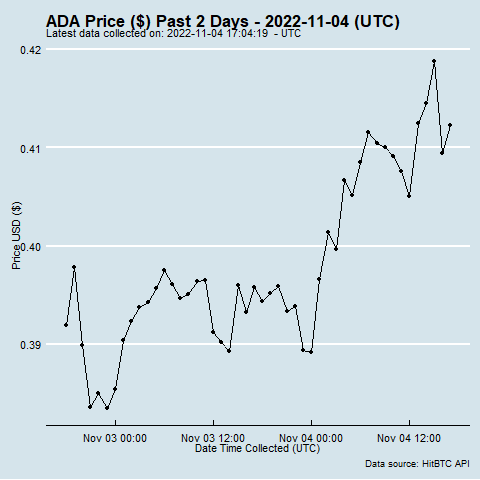 ADA Price ($) Past 2 Days - 2022-11-04 (UTC)
Latest data collected on: 2022-11-04 17:04:19 - UTC
0.42
0.41
0.40
0.39
Price USD ($)
Nov 03 00:00 Nov 03 12:00 Nov 04 00:00 Nov 04 12:00
Date Time Collected (UTC)
Data source: HitBTC API